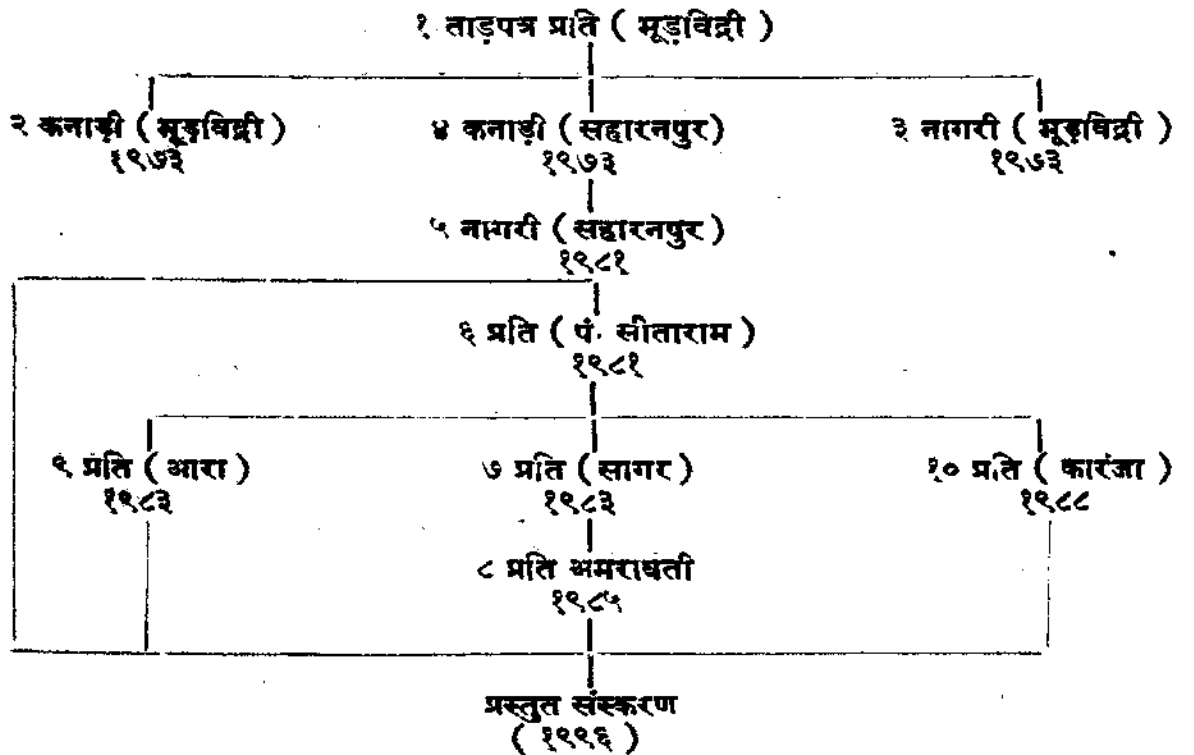 १ ताड़पत्र प्रति ( मूड़विद्री )
२ कनाड़ी ( मूड़विद्री )
१९७३
४ कनाड़ी ( सहारनपुर )
१९७३
३ नागरी ( मूड़विद्री )
१९७३
५ नागरी ( सहारनपुर )
१९८१
६ प्रति ( पं. सीताराम )
१९८१
९ प्रति ( आरा )
१९८३
७ प्रति ( सागर )
१९८३
१० प्रति ( कारंजा )
१९८८
८ प्रति अमरावती
१९८५
प्रस्तुत संस्करण
( १९९६ )